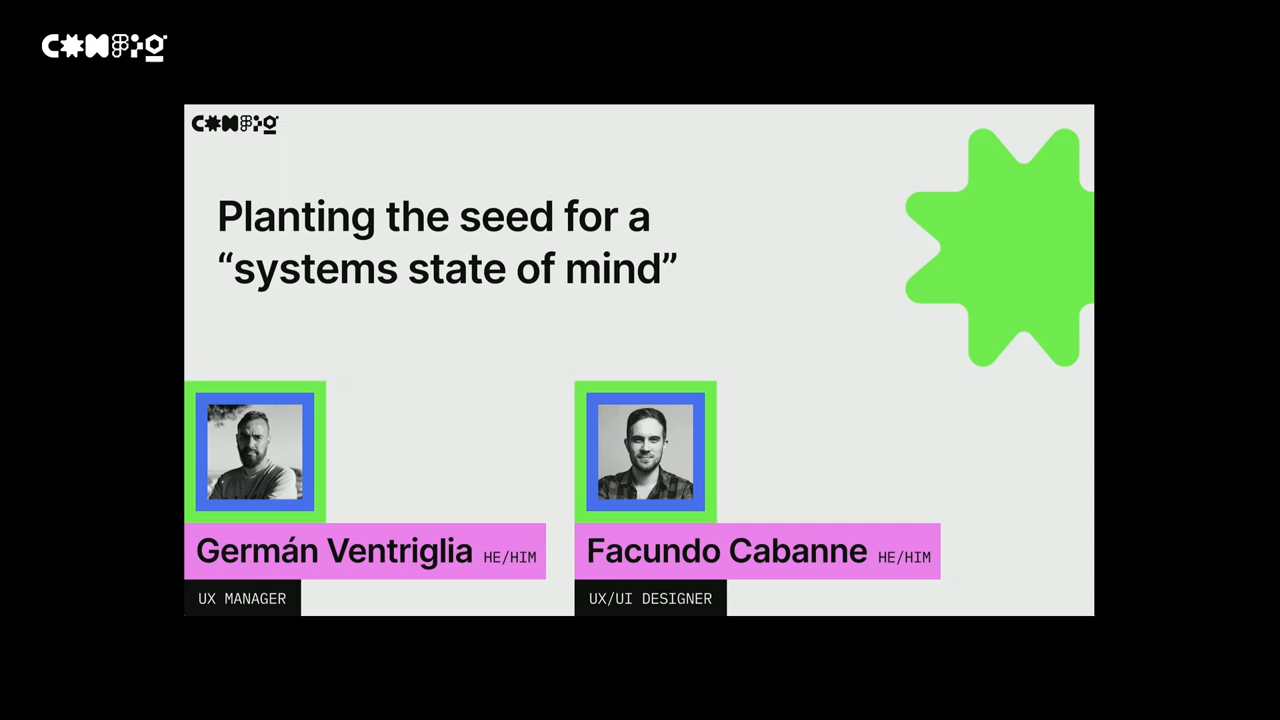 CONFIG
CONFIG
Planting the seed for a
“systems state of mind”
Germán Ventriglia HE/HIM
UX MANAGER
Facundo Cabanne HE/HIM
UX/UI DESIGNER